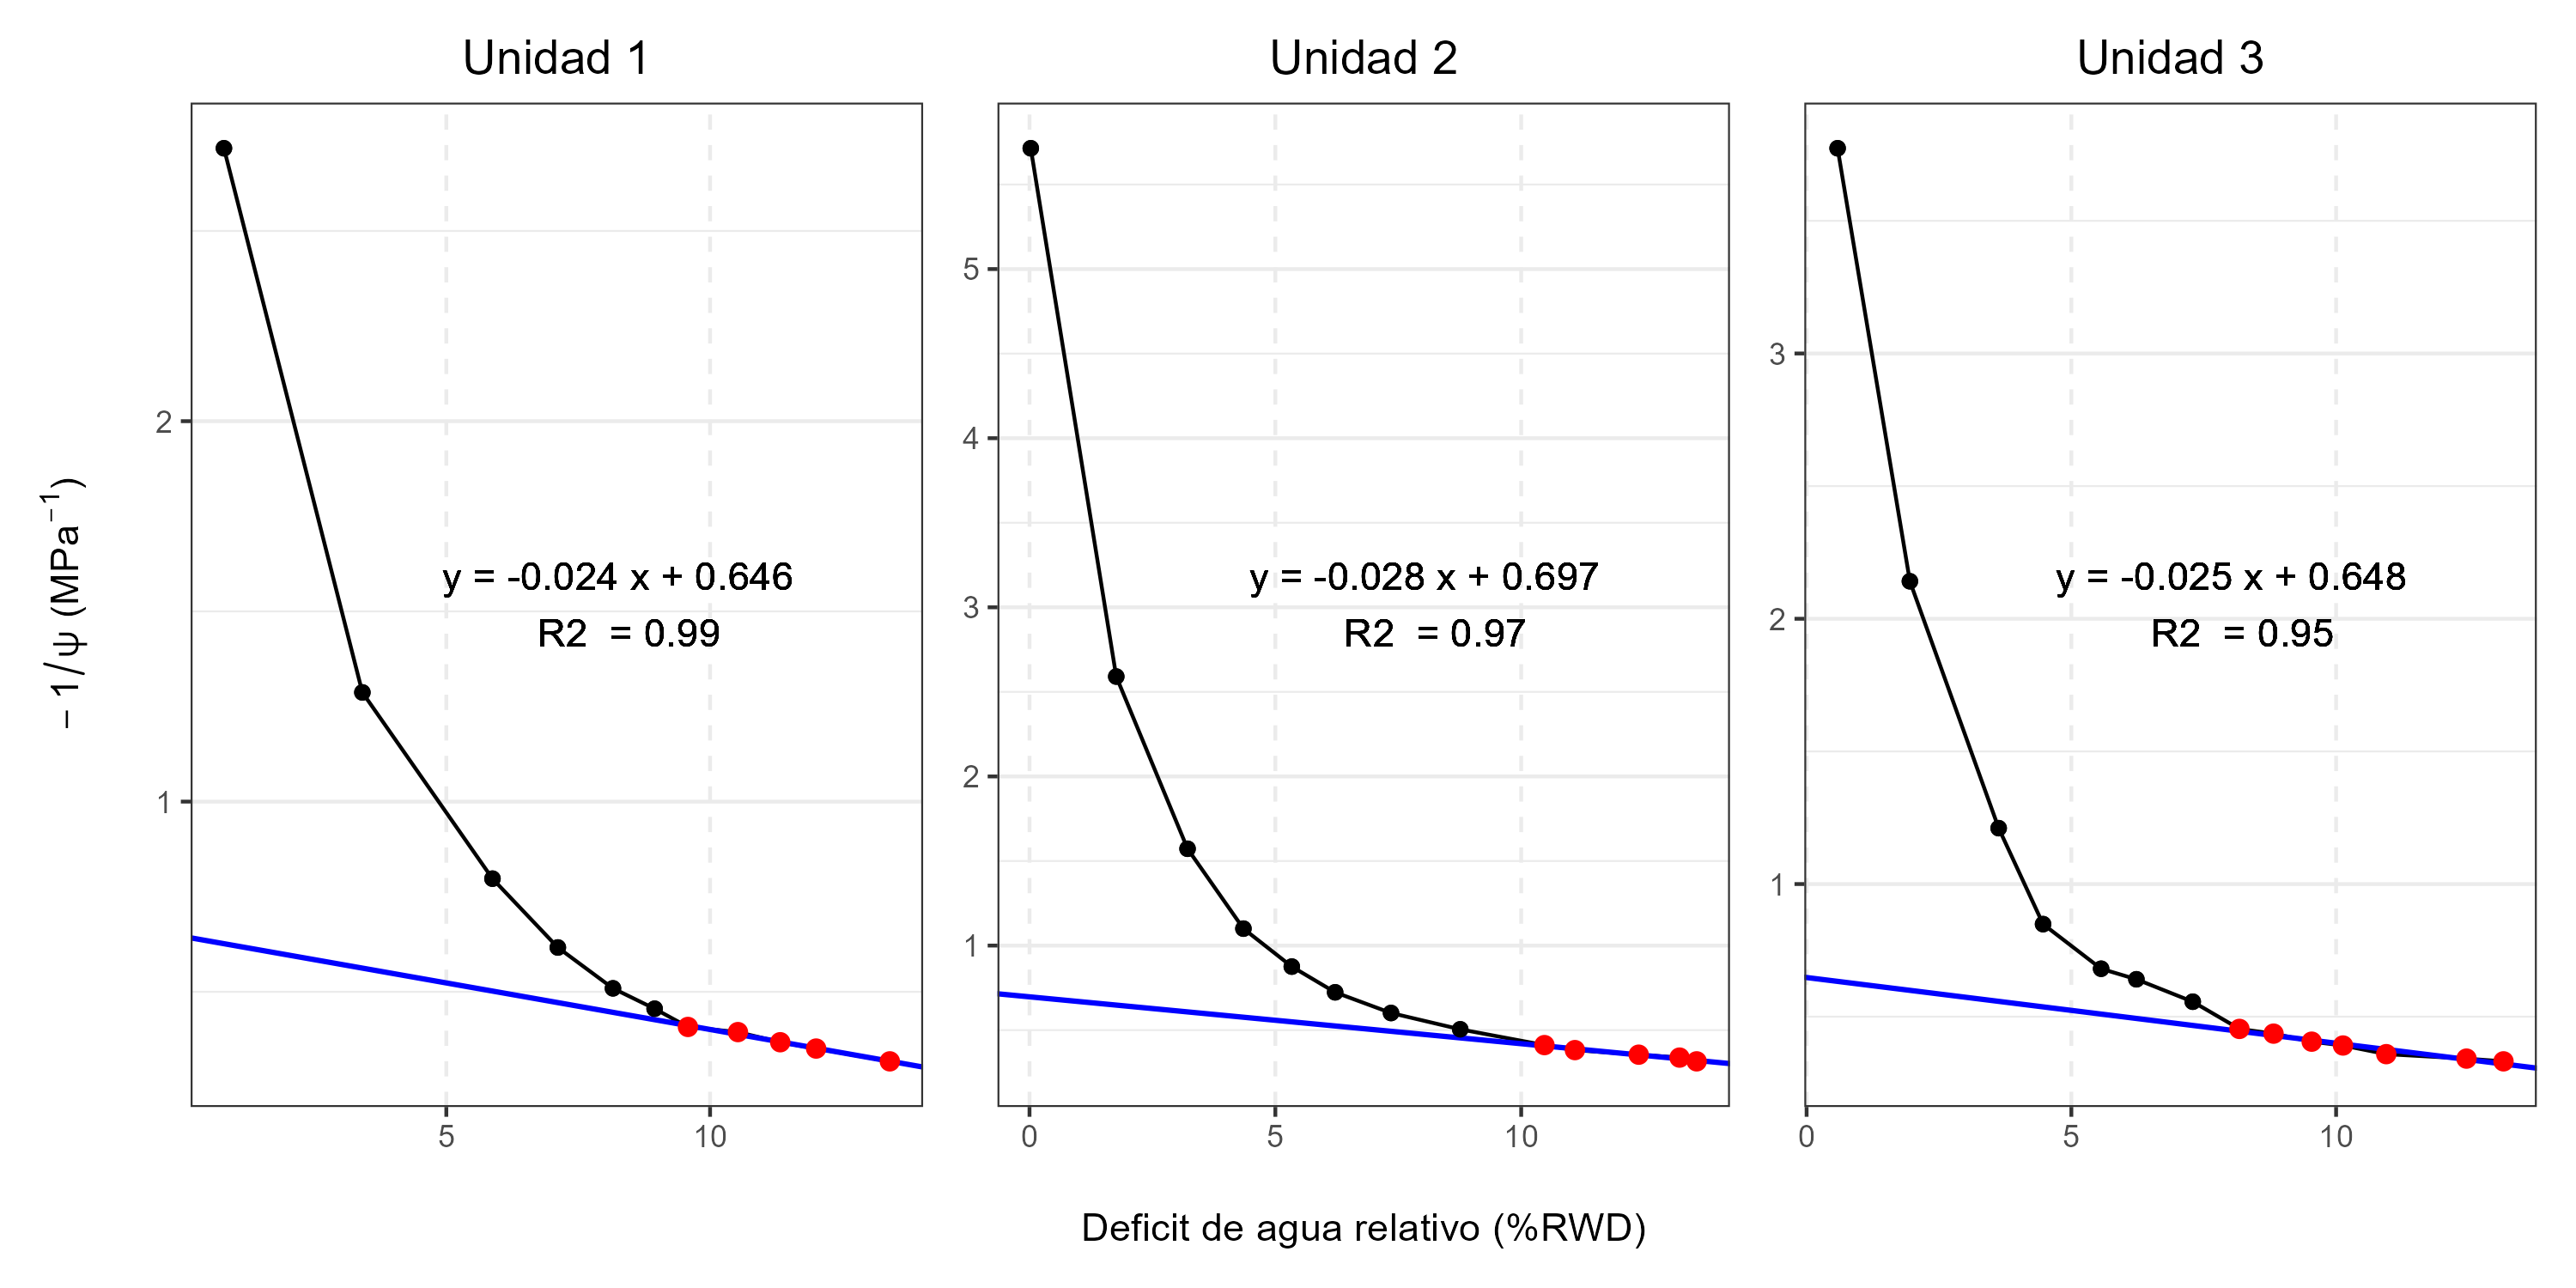 Unidad 1
Unidad 2
Unidad 3
− 1/ψ (MPa⁻¹)
2
1
y = -0.024 x + 0.646
R2  = 0.99
5
10
5
4
3
2
1
y = -0.028 x + 0.697
R2  = 0.97
0
5
10
3
2
1
y = -0.025 x + 0.648
R2  = 0.95
0
5
10
Deficit de agua relativo (%RWD)